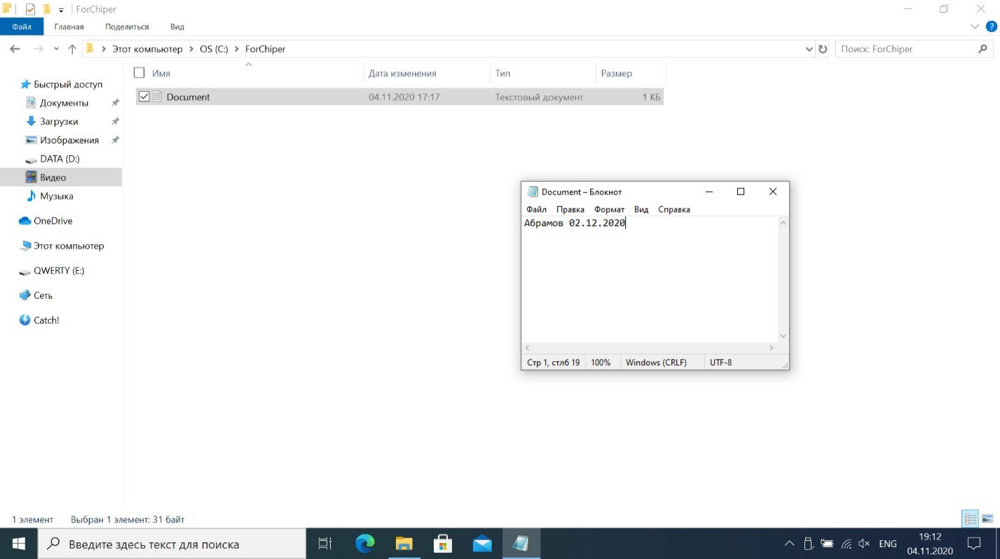 ForChiper
Файл Главная Поделиться Вид
Этот компьютер OS (C:) ForChiper Поиск: ForChiper
Имя Дата изменения Тип Размер
Document 04.11.2020 17:17 Текстовый документ 1 КБ
Быстрый доступ
Документы
Загрузки
Изображения
DATA (D:)
Видео
Музыка
OneDrive
Этот компьютер
QWERTY (E:)
Сеть
Catch!
Document – Блокнот
Файл Правка Формат Вид Справка
Абрамов 02.12.2020
Стр 1, стлб 19 100% Windows (CRLF) UTF-8
1 элемент Выбран 1 элемент: 31 байт
Введите здесь текст для поиска
ENG
19:12
04.11.2020